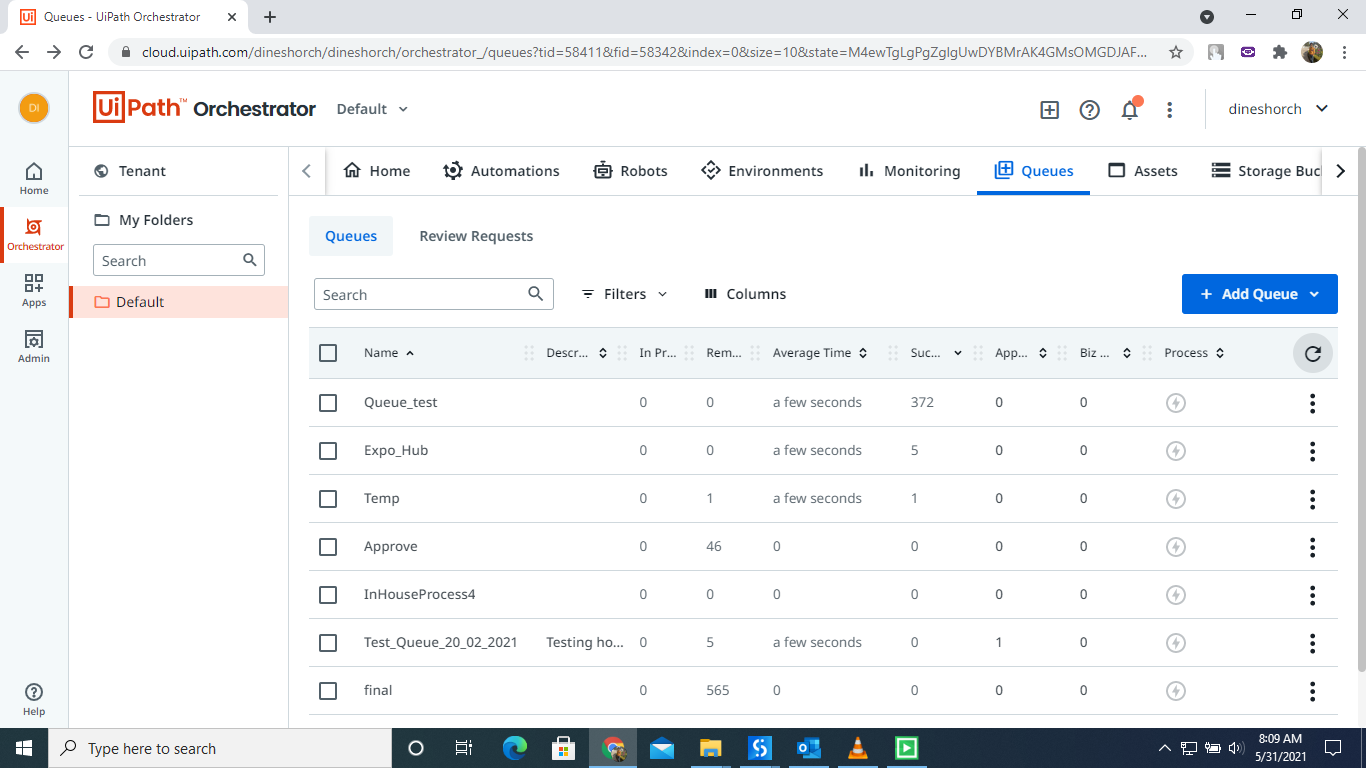 Queues - UiPath Orchestrator
cloud.uipath.com/dineshorch/dineshorch/orchestrator_/queues?tid=58411&fid=58342&index=0&size=10&state=M4ewTgLgPgZglgUwDYBMrAK4GMsOMGDJAF...
DI
UiPath™ Orchestrator
Default
dineshorch
Home
Orchestrator
Apps
Admin
Help
Tenant
My Folders
Search
Default
Home Automations Robots Environments Monitoring Queues Assets Storage Buc
Queues Review Requests
Search Filters Columns + Add Queue
Name Descr... In Pr... Rem... Average Time Suc... App... Biz ... Process
Queue_test 0 0 a few seconds 372 0 0
Expo_Hub 0 0 a few seconds 5 0 0
Temp 0 1 a few seconds 1 0 0
Approve 0 46 0 0 0 0
InHouseProcess4 0 0 0 0 0 0
Test_Queue_20_02_2021 Testing ho... 0 5 a few seconds 0 1 0
final 0 565 0 0 0 0
Type here to search
8:09 AM
5/31/2021